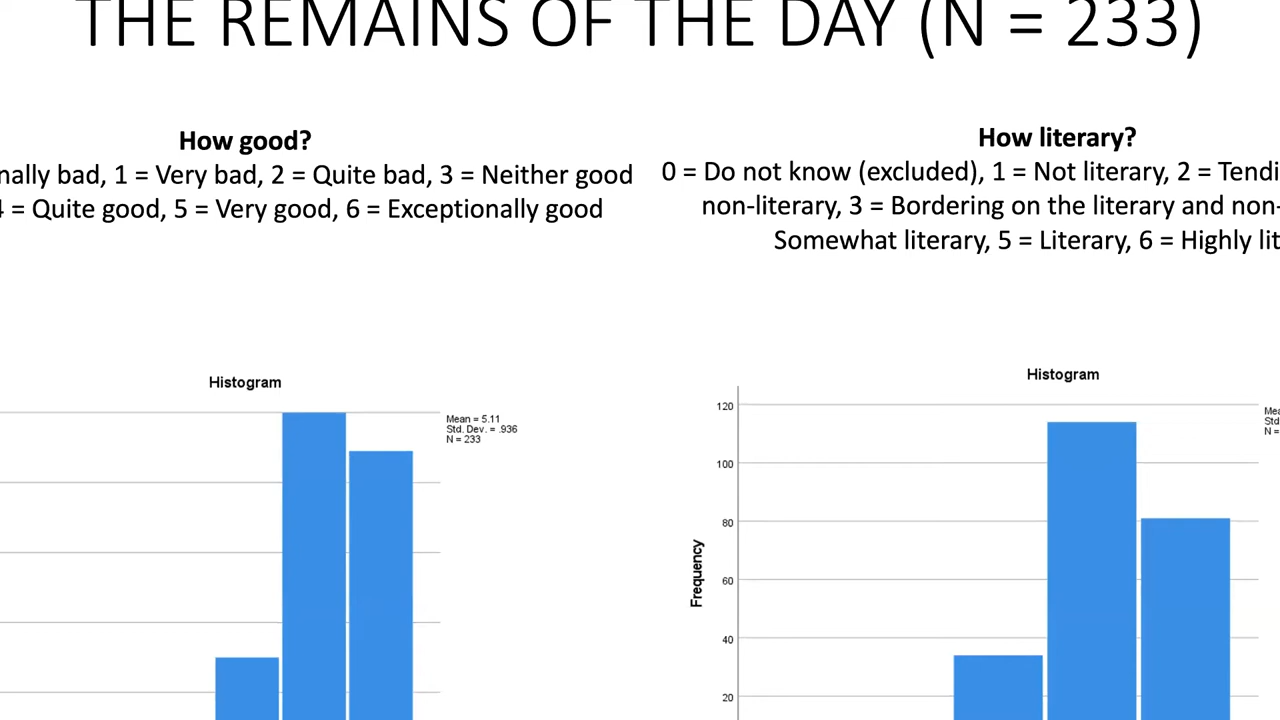 THE REMAINS OF THE DAY (N = 233)
How good?
nally bad, 1 = Very bad, 2 = Quite bad, 3 = Neither good
4 = Quite good, 5 = Very good, 6 = Exceptionally good
How literary?
0 = Do not know (excluded), 1 = Not literary, 2 = Tendi
non-literary, 3 = Bordering on the literary and non-
Somewhat literary, 5 = Literary, 6 = Highly lit
Histogram
Mean = 5.11
Std. Dev. = .936
N = 233
Histogram
Mea
Std
N =
120
100
80
60
40
20
Frequency